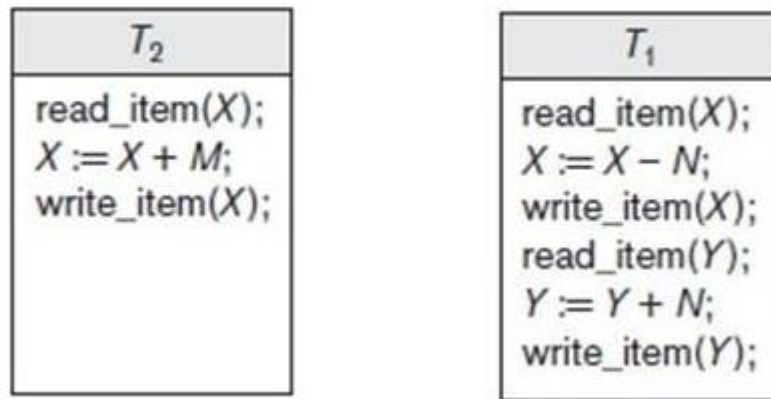 T₂
read_item(X);
X := X + M;
write_item(X);
T₁
read_item(X);
X := X – N;
write_item(X);
read_item(Y);
Y := Y + N;
write_item(Y);